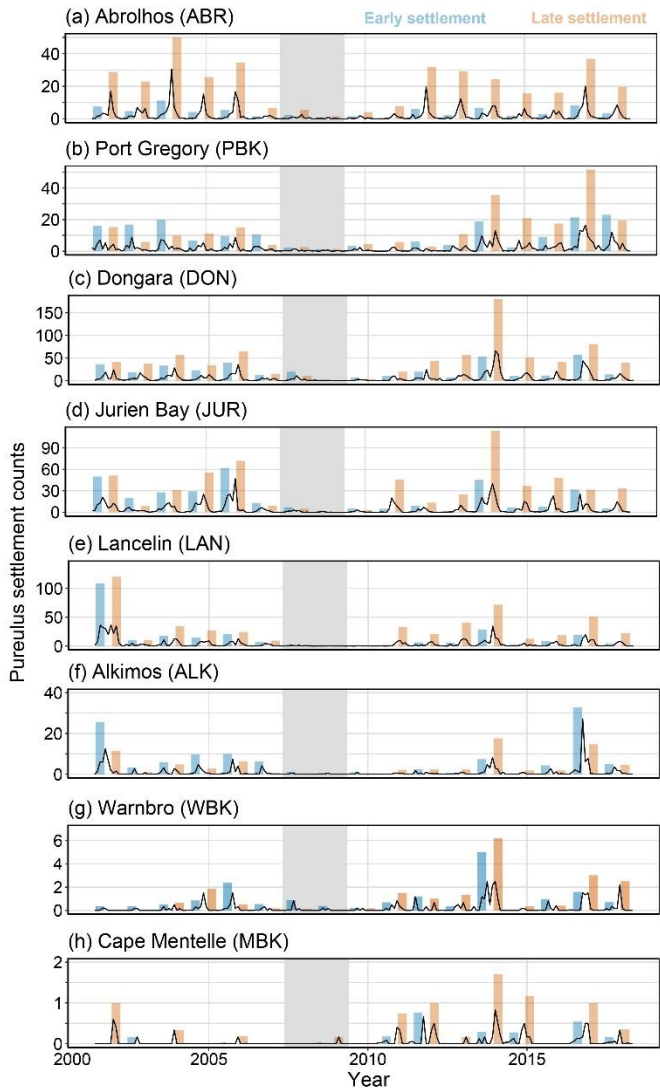 (a) Abrolhos (ABR) Early settlement Late settlement
40
20
0
(b) Port Gregory (PBK)
40
20
0
(c) Dongara (DON)
150
100
50
0
(d) Jurien Bay (JUR)
90
60
30
0
(e) Lancelin (LAN)
100
50
0
(f) Alkimos (ALK)
40
20
0
(g) Warnbro (WBK)
6
4
2
0
(h) Cape Mentelle (MBK)
2
1
0
2000 2005 2010 2015
Year
Pureulus settlement counts